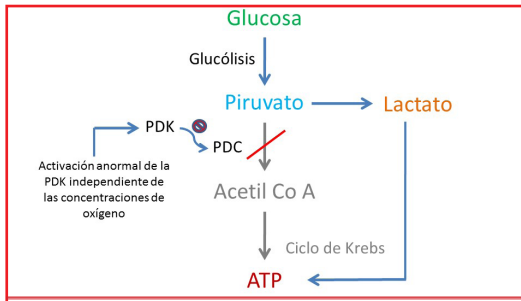 Glucosa
Glucólisis
Piruvato
Lactato
PDK
PDC
Activación anormal de la
PDK independiente de
las concentraciones de
oxígeno
Acetil Co A
Ciclo de Krebs
ATP